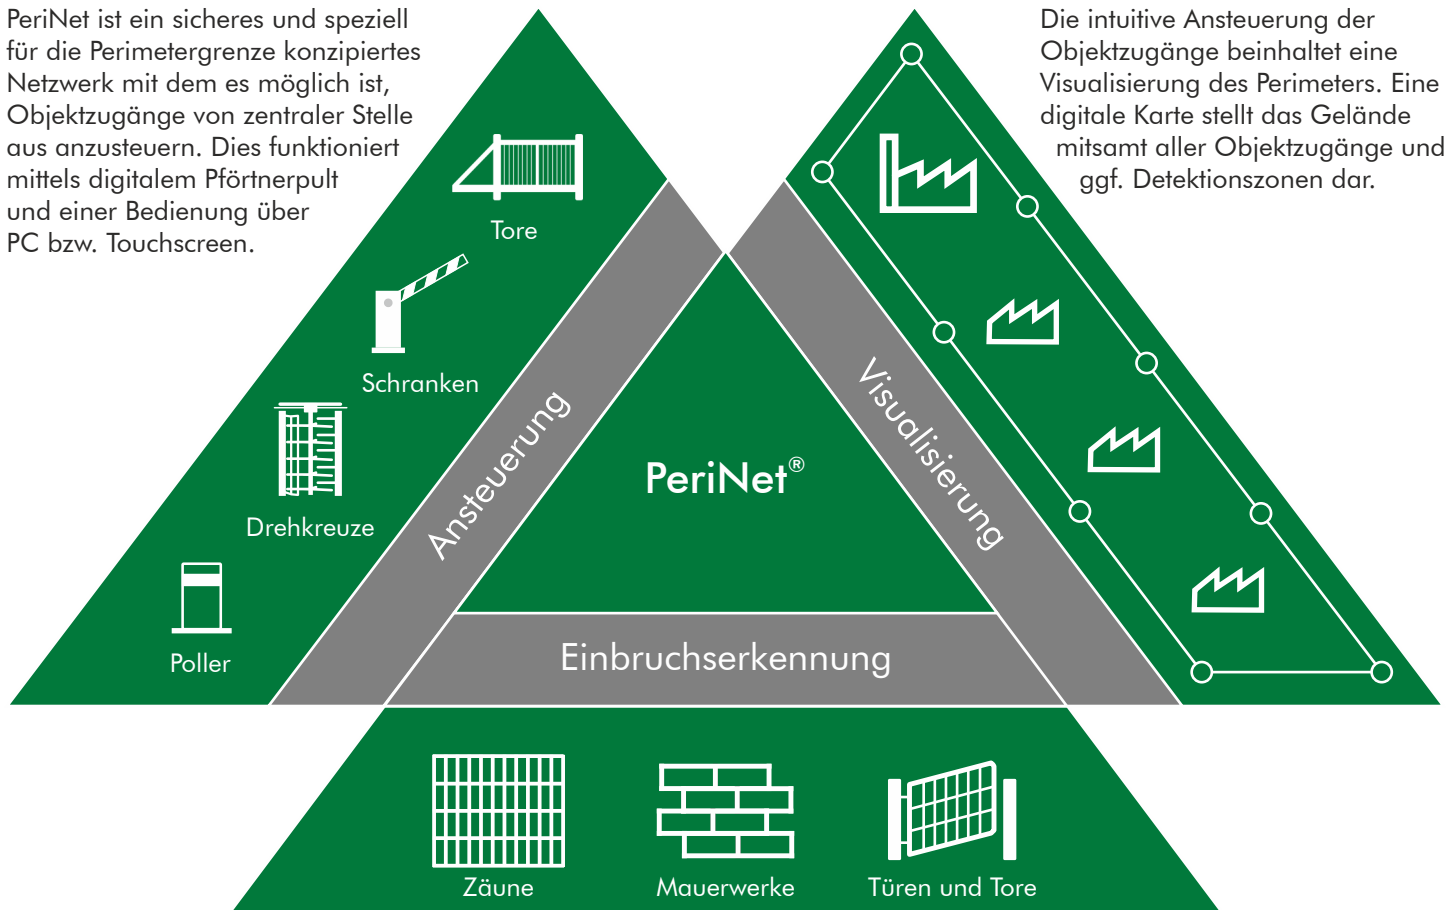 PeriNet ist ein sicheres und speziell
für die Perimetergrenze konzipiertes
Netzwerk mit dem es möglich ist,
Objektzugänge von zentraler Stelle
aus anzusteuern. Dies funktioniert
mittels digitalem Pförtnerpult
und einer Bedienung über
PC bzw. Touchscreen.
Die intuitive Ansteuerung der
Objektzugänge beinhaltet eine
Visualisierung des Perimeters. Eine
digitale Karte stellt das Gelände
mitsamt aller Objektzugänge und
ggf. Detektionszonen dar.
Tore
Schranken
Drehkreuze
Poller
Ansteuerung
PeriNet®
Visualisierung
Einbruchserkennung
Zäune
Mauerwerke
Türen und Tore